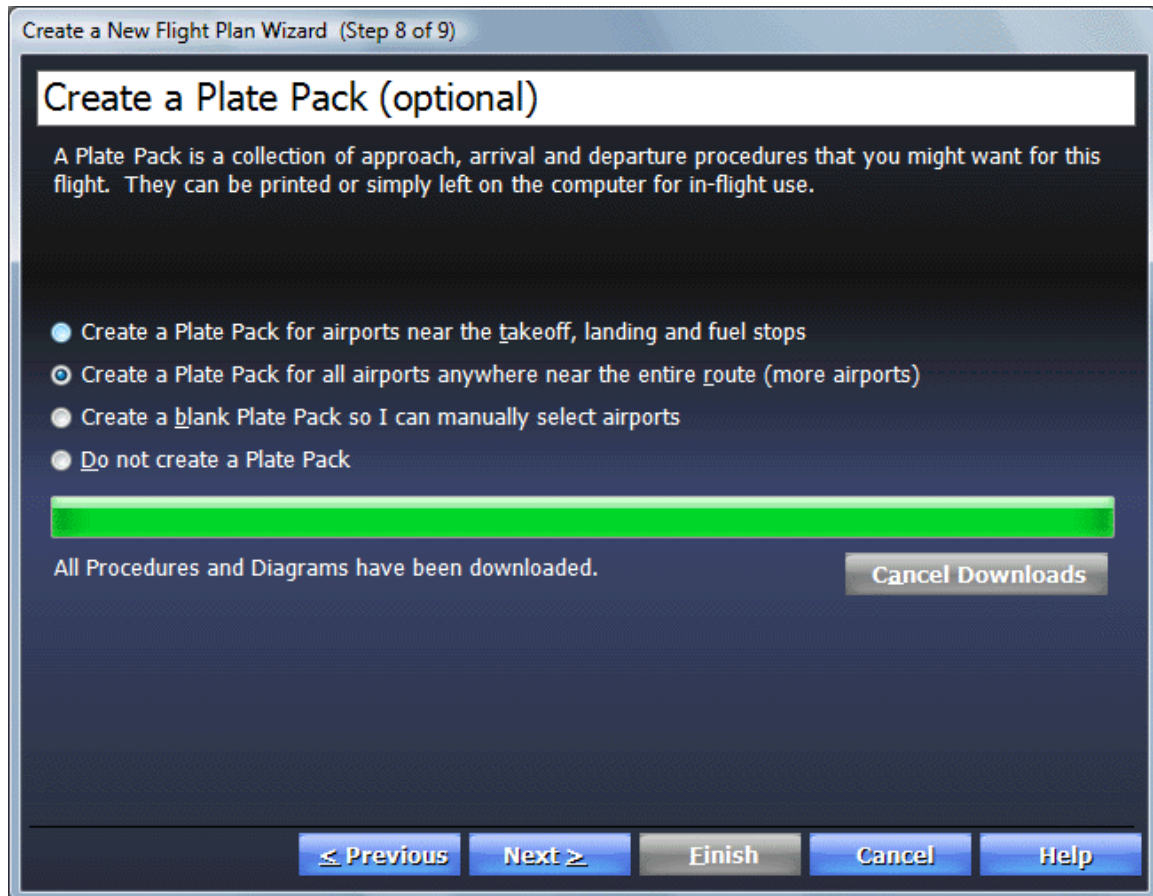 Create a New Flight Plan Wizard (Step 8 of 9)
Create a Plate Pack (optional)
A Plate Pack is a collection of approach, arrival and departure procedures that you might want for this
flight. They can be printed or simply left on the computer for in-flight use.
Create a Plate Pack for airports near the takeoff, landing and fuel stops
Create a Plate Pack for all airports anywhere near the entire route (more airports)
Create a blank Plate Pack so I can manually select airports
Do not create a Plate Pack
All Procedures and Diagrams have been downloaded.
Cancel Downloads
< Previous
Next >
Finish
Cancel
Help